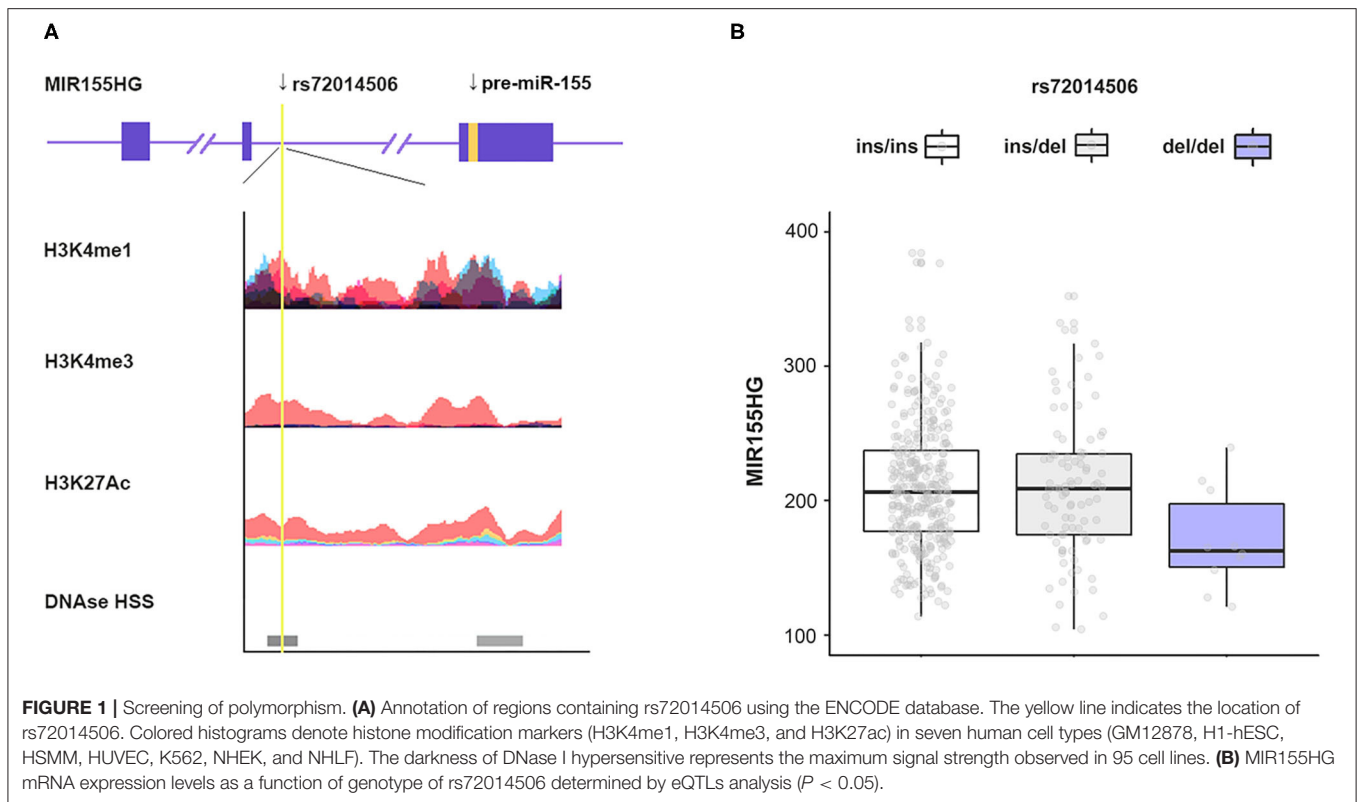 A
MIR155HG
↓ rs72014506
↓ pre-miR-155
H3K4me1
H3K4me3
H3K27Ac
DNAse HSS
B
rs72014506
ins/ins
ins/del
del/del
MIR155HG
400
300
200
100
FIGURE 1 | Screening of polymorphism. (A) Annotation of regions containing rs72014506 using the ENCODE database. The yellow line indicates the location of
rs72014506. Colored histograms denote histone modification markers (H3K4me1, H3K4me3, and H3K27ac) in seven human cell types (GM12878, H1-hESC,
HSMM, HUVEC, K562, NHEK, and NHLF). The darkness of DNase I hypersensitive represents the maximum signal strength observed in 95 cell lines. (B) MIR155HG
mRNA expression levels as a function of genotype of rs72014506 determined by eQTLs analysis (P < 0.05).